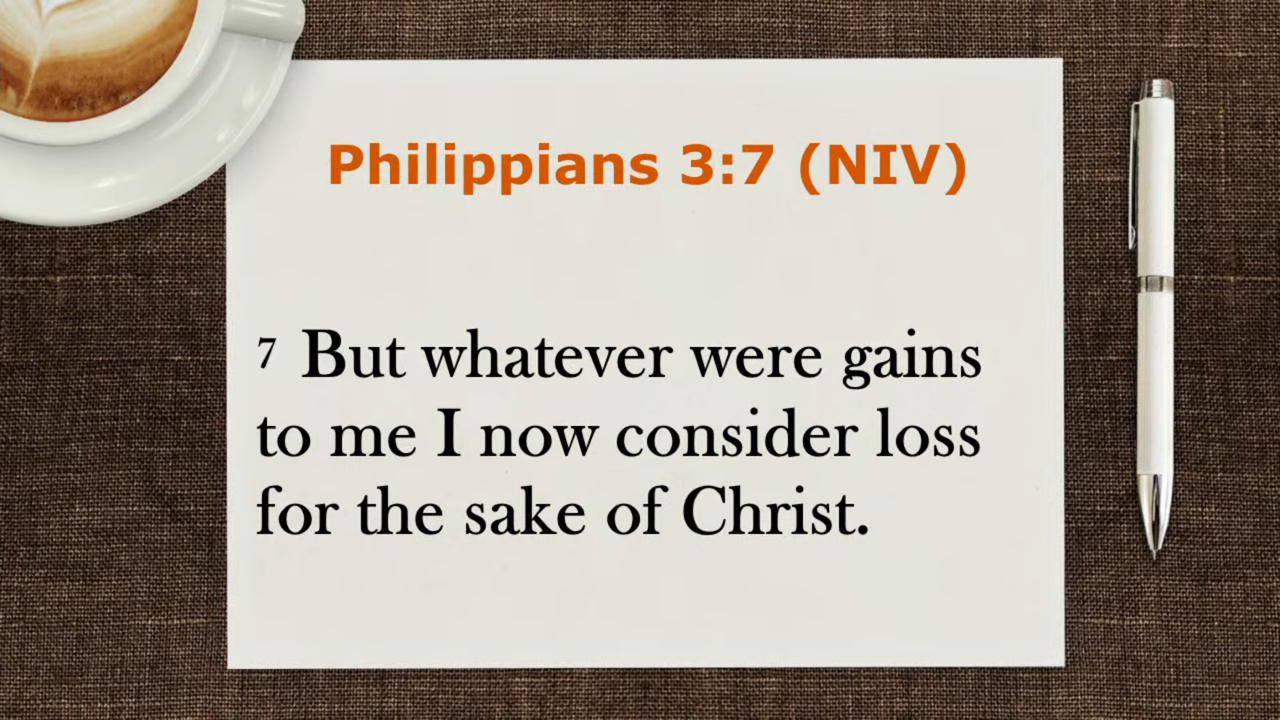 Philippians 3:7 (NIV)
7 But whatever were gains
to me I now consider loss
for the sake of Christ.